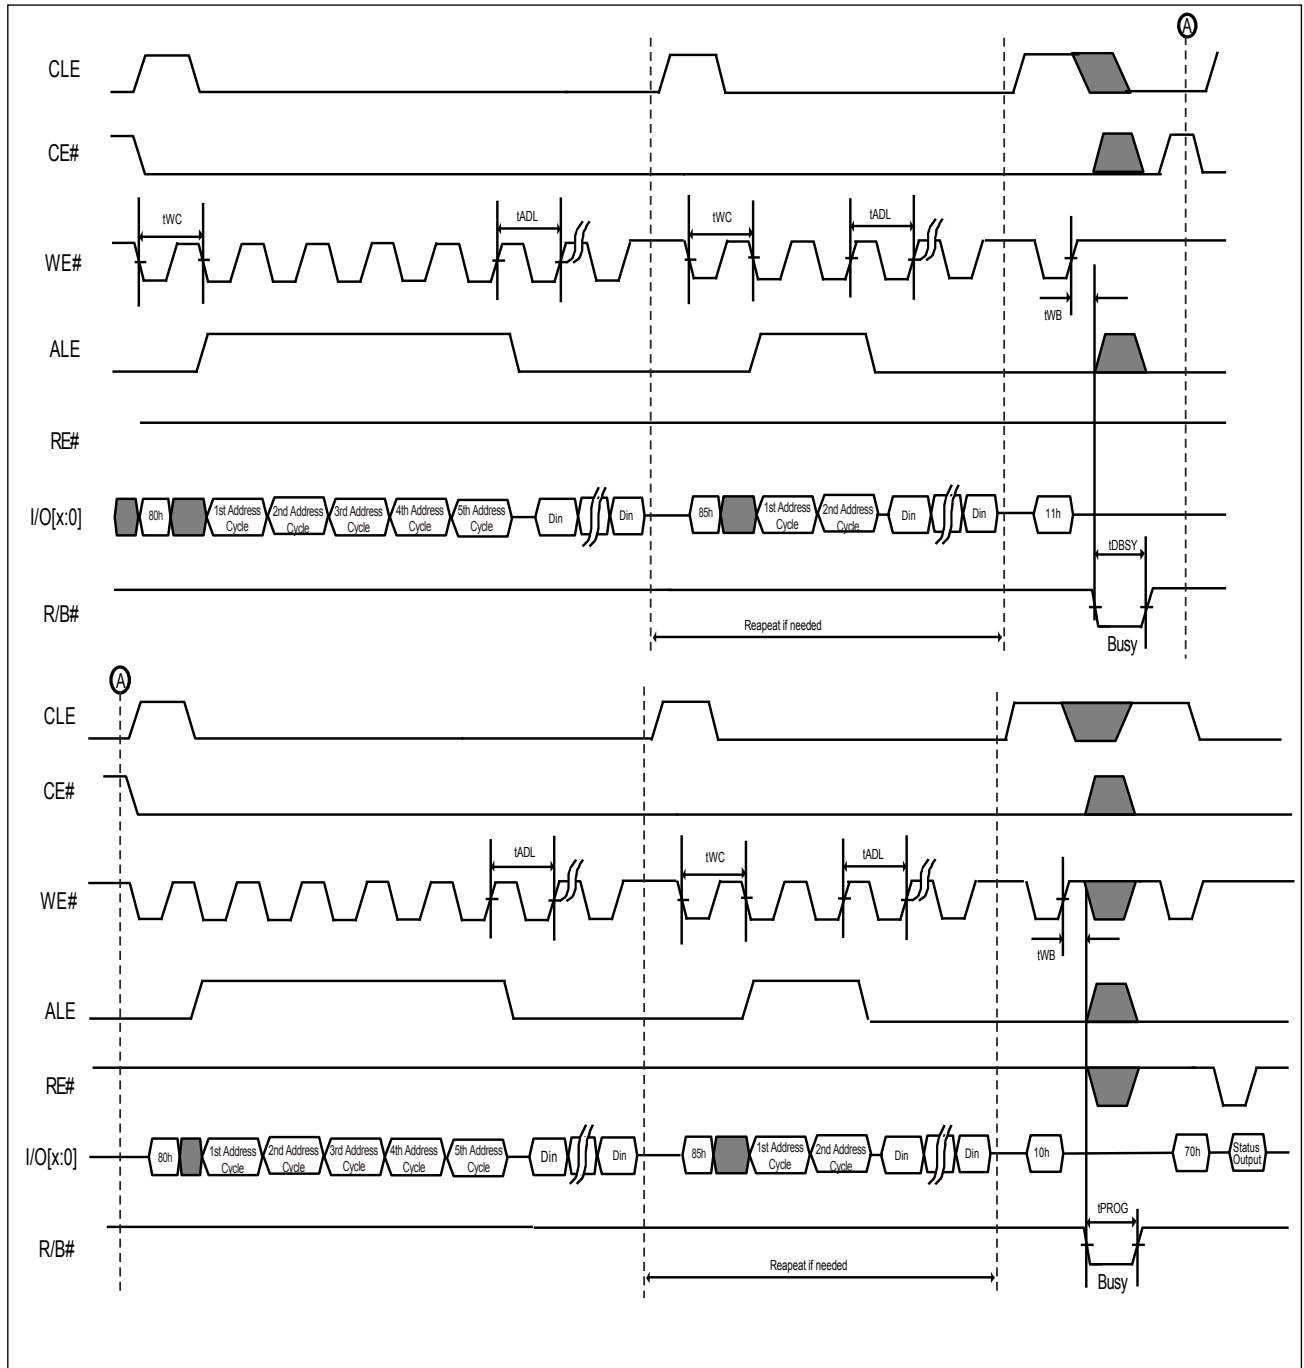 A
CLE
CE#
tWC
tADL
tWC
tADL
WE#
tWB
ALE
RE#
I/O[x:0]
80h
1st Address Cycle
2nd Address Cycle
3rd Address Cycle
4th Address Cycle
5th Address Cycle
Din
Din
85h
1st Address Cycle
2nd Address Cycle
Din
Din
11h
tDBSY
R/B#
Reapeat if needed
Busy
A
CLE
CE#
tADL
tWC
tADL
WE#
tWB
ALE
RE#
I/O[x:0]
80h
1st Address Cycle
2nd Address Cycle
3rd Address Cycle
4th Address Cycle
5th Address Cycle
Din
Din
85h
1st Address Cycle
2nd Address Cycle
Din
Din
10h
70h
Status Output
tPROG
R/B#
Reapeat if needed
Busy